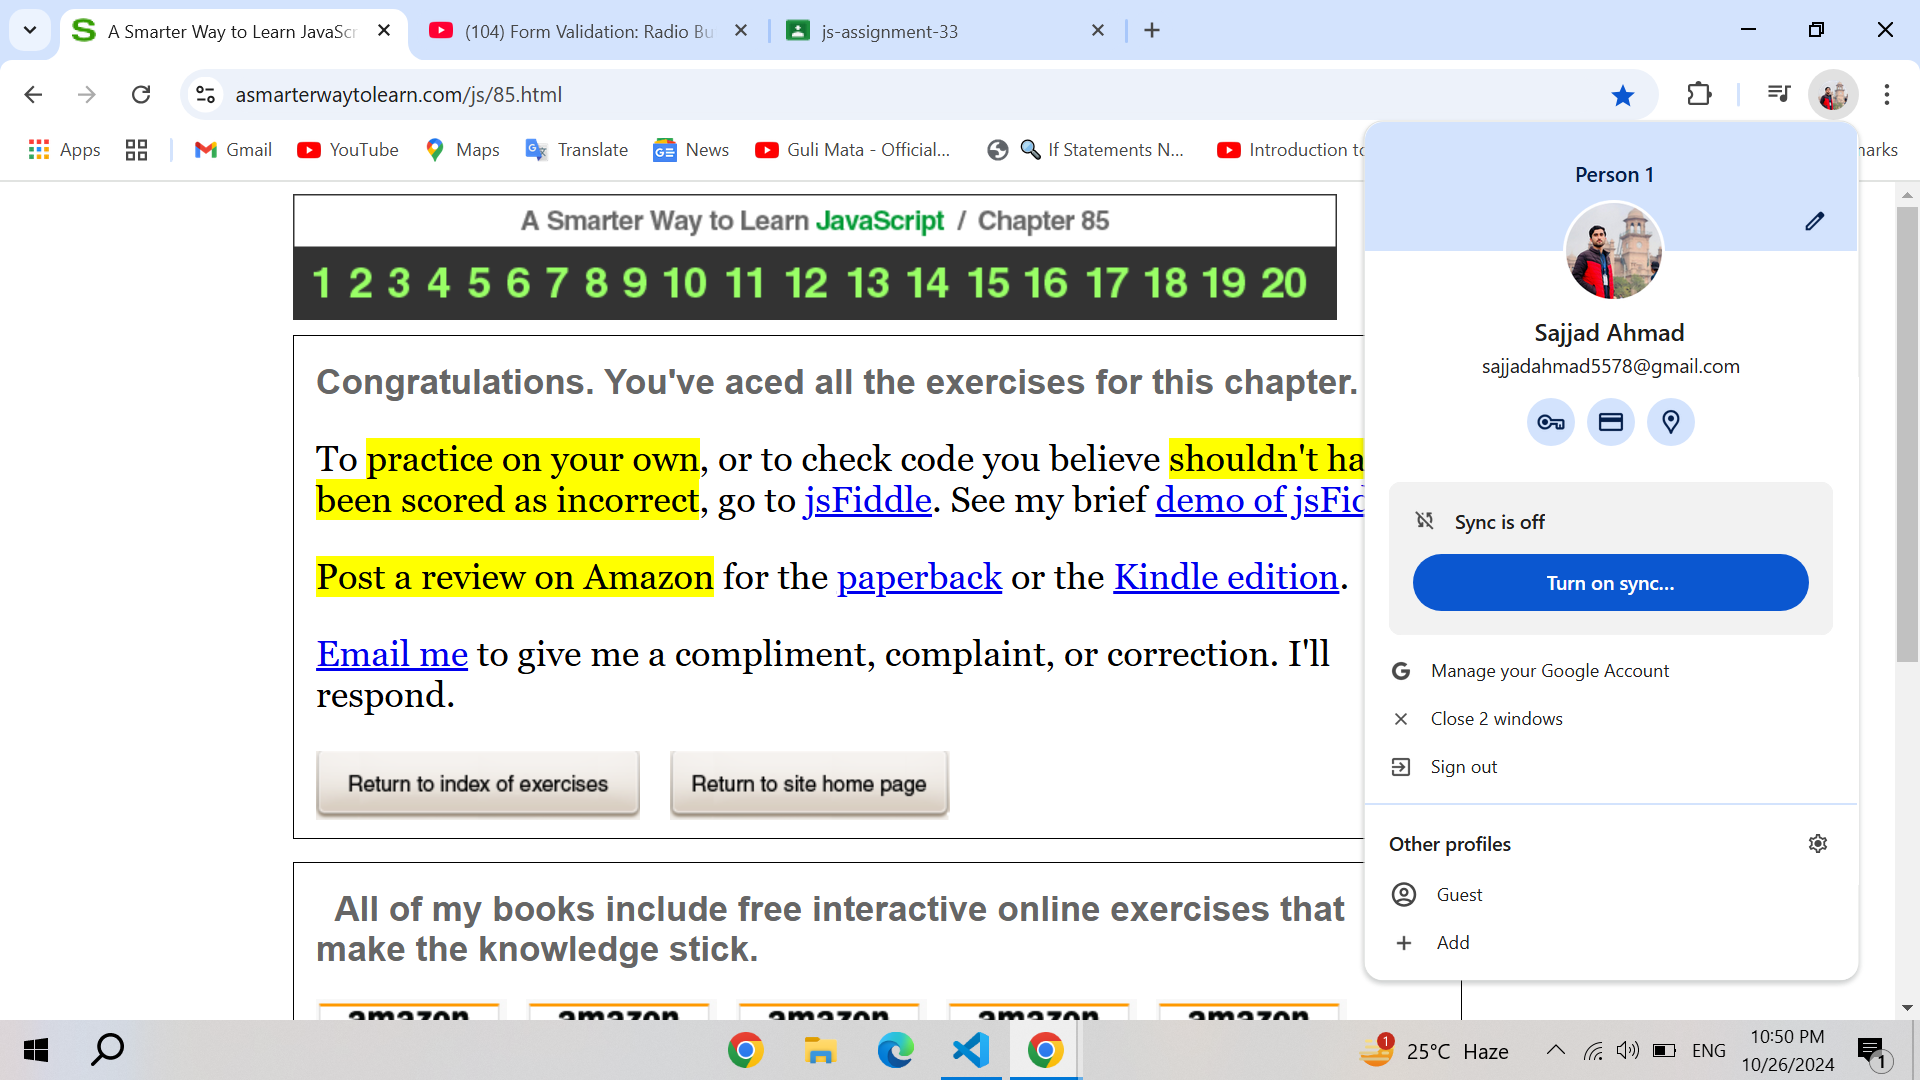 A Smarter Way to Learn JavaScr
(104) Form Validation: Radio Bu
js-assignment-33
asmarterwaytolearn.com/js/85.html
Apps
Gmail
YouTube
Maps
Translate
News
Guli Mata - Official...
If Statements N...
Introduction to
A Smarter Way to Learn JavaScript / Chapter 85
1 2 3 4 5 6 7 8 9 10 11 12 13 14 15 16 17 18 19 20
Congratulations. You've aced all the exercises for this chapter.
To practice on your own, or to check code you believe shouldn't ha
been scored as incorrect, go to jsFiddle. See my brief demo of jsFid
Post a review on Amazon for the paperback or the Kindle edition.
Email me to give me a compliment, complaint, or correction. I'll
respond.
Return to index of exercises
Return to site home page
All of my books include free interactive online exercises that
make the knowledge stick.
amazon amazon amazon amazon amazon
Person 1
Sajjad Ahmad
sajjadahmad5578@gmail.com
Sync is off
Turn on sync...
Manage your Google Account
Close 2 windows
Sign out
Other profiles
Guest
Add
1
25°C Haze
ENG
10:50 PM
10/26/2024
1